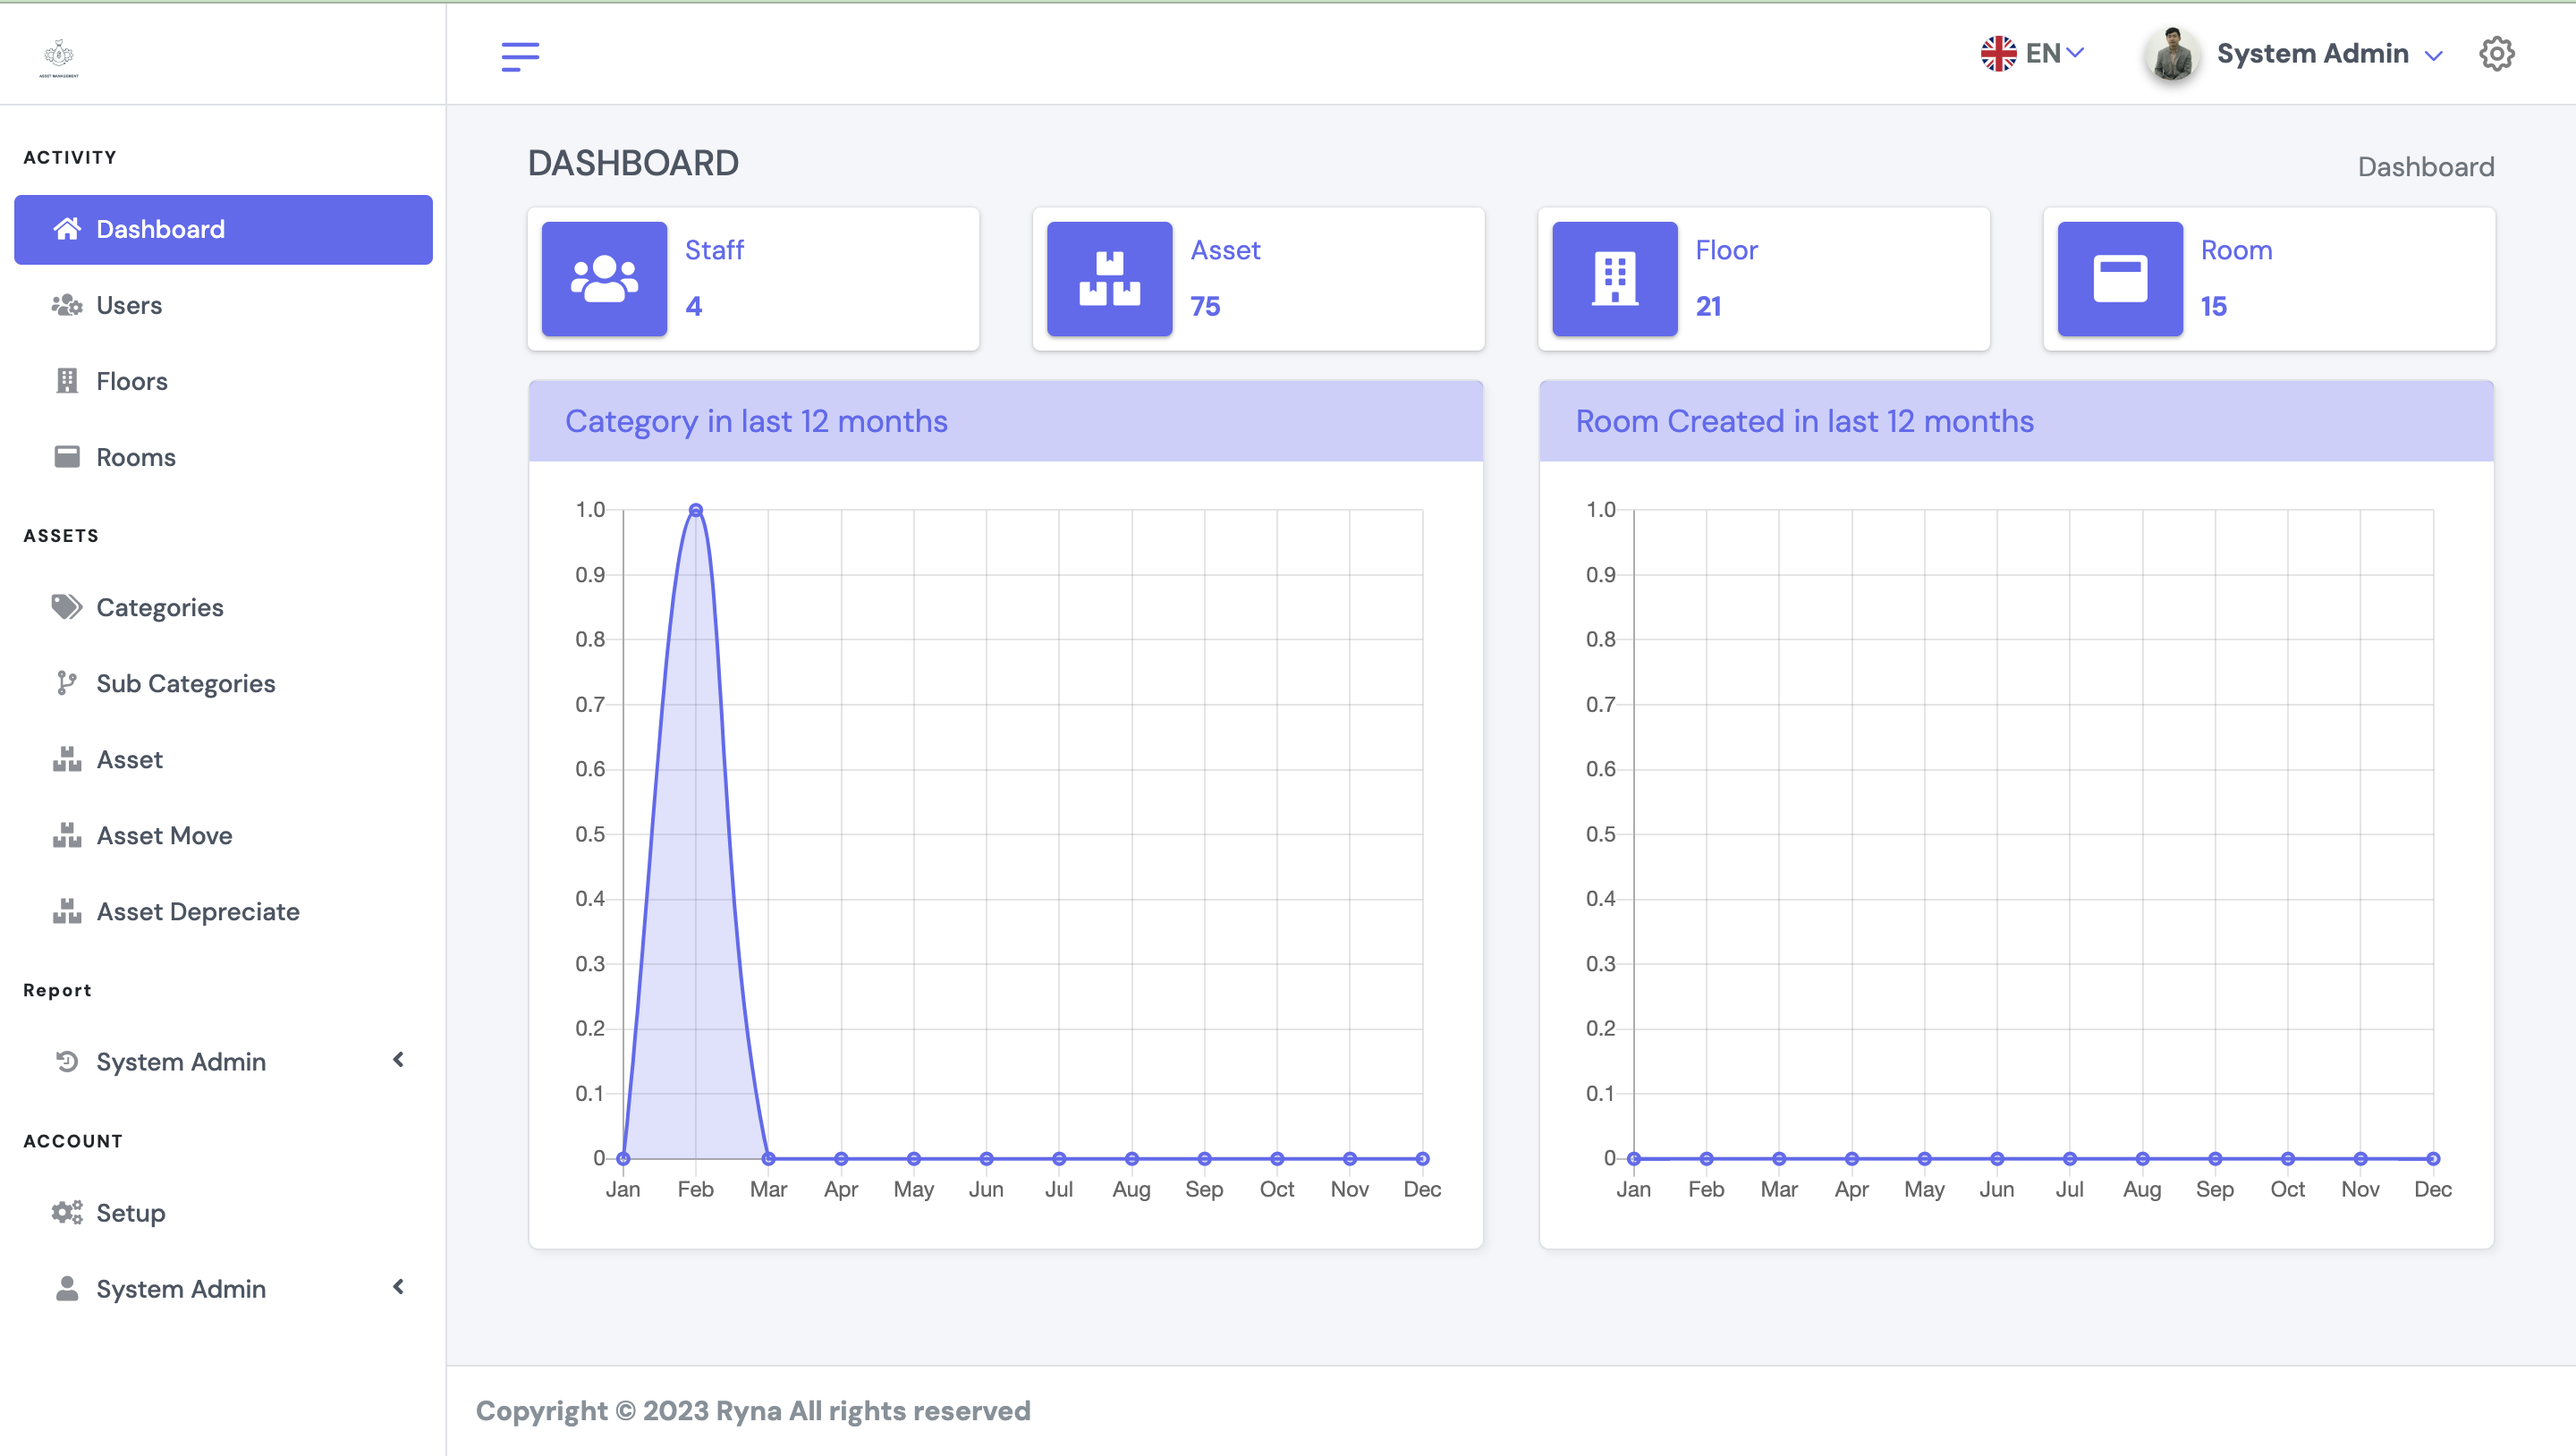 ASSET MANAGEMENT
EN
System Admin
ACTIVITY
Dashboard
Users
Floors
Rooms
ASSETS
Categories
Sub Categories
Asset
Asset Move
Asset Depreciate
Report
System Admin
ACCOUNT
Setup
System Admin
DASHBOARD
Dashboard
Staff
4
Asset
75
Floor
21
Room
15
Category in last 12 months
1.0
0.9
0.8
0.7
0.6
0.5
0.4
0.3
0.2
0.1
0
Jan Feb Mar Apr May Jun Jul Aug Sep Oct Nov Dec
Room Created in last 12 months
1.0
0.9
0.8
0.7
0.6
0.5
0.4
0.3
0.2
0.1
0
Jan Feb Mar Apr May Jun Jul Aug Sep Oct Nov Dec
Copyright © 2023 Ryna All rights reserved